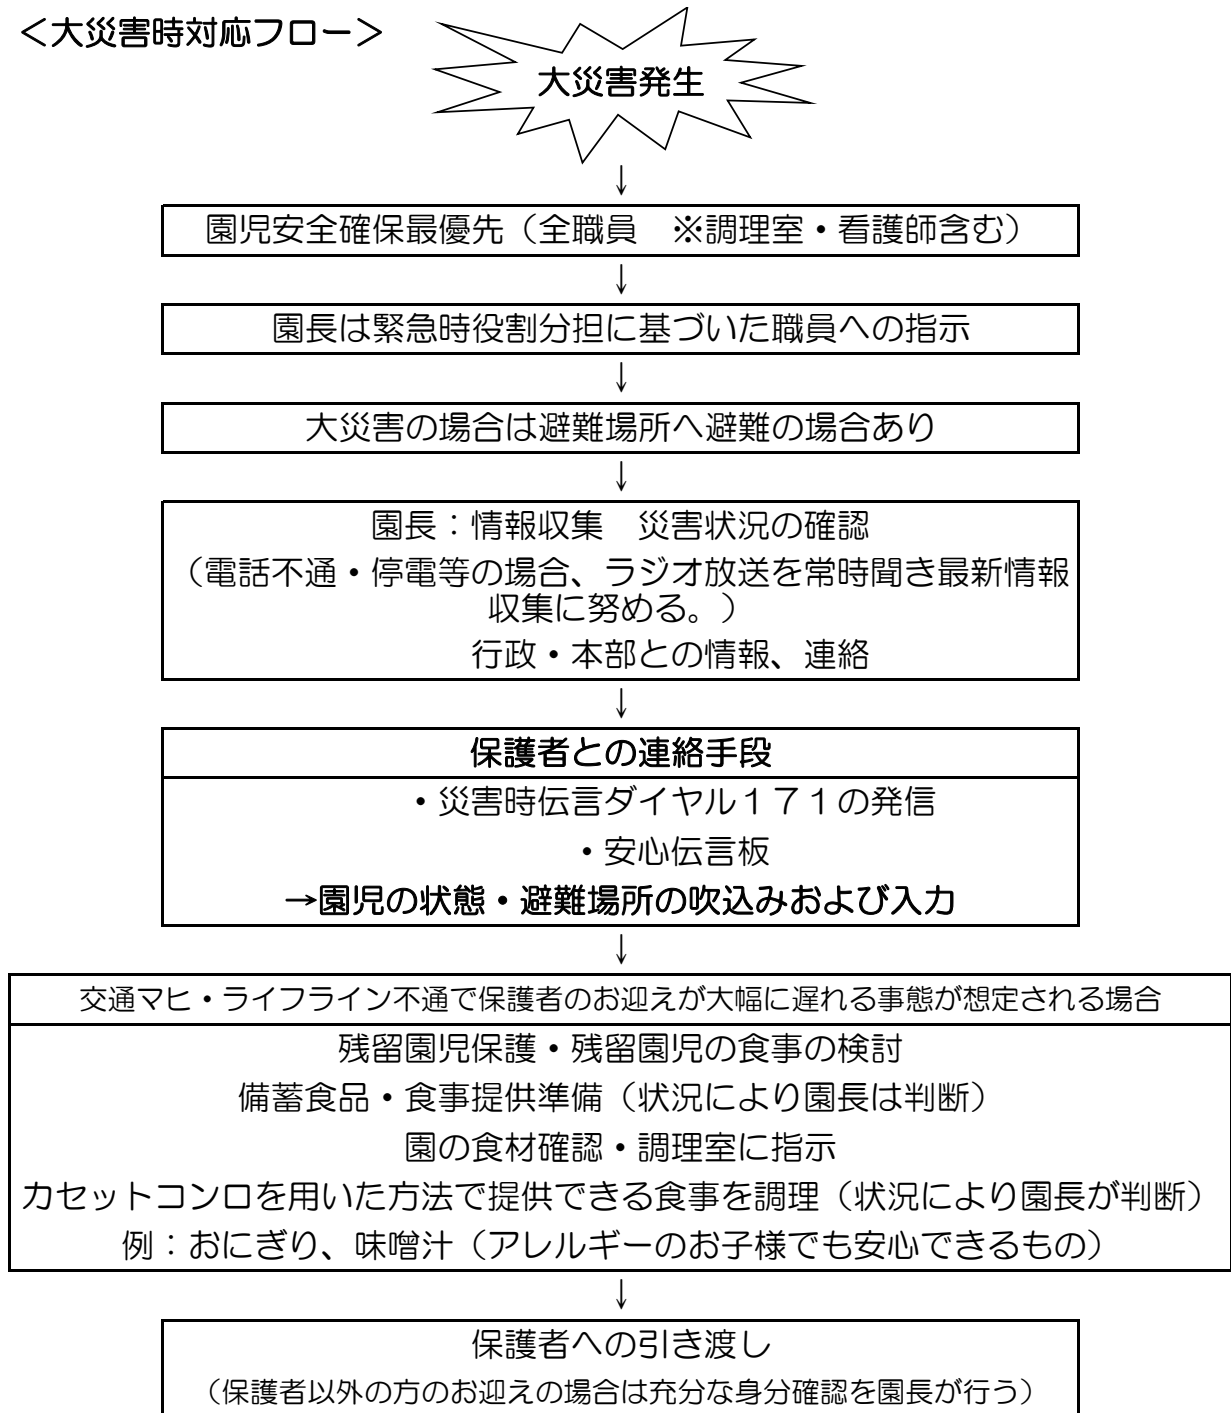 ＜大災害時対応フロー＞
大災害発生
↓
園児安全確保最優先（全職員　※調理室・看護師含む）
↓
園長は緊急時役割分担に基づいた職員への指示
↓
大災害の場合は避難場所へ避難の場合あり
↓
園長：情報収集　災害状況の確認
（電話不通・停電等の場合、ラジオ放送を常時聞き最新情報
収集に努める。）
行政・本部との情報、連絡
↓
保護者との連絡手段
・災害時伝言ダイヤル１７１の発信
・安心伝言板
→園児の状態・避難場所の吹込みおよび入力
↓
交通マヒ・ライフライン不通で保護者のお迎えが大幅に遅れる事態が想定される場合
残留園児保護・残留園児の食事の検討
備蓄食品・食事提供準備（状況により園長は判断）
園の食材確認・調理室に指示
カセットコンロを用いた方法で提供できる食事を調理（状況により園長が判断）
例：おにぎり、味噌汁（アレルギーのお子様でも安心できるもの）
↓
保護者への引き渡し
（保護者以外の方のお迎えの場合は充分な身分確認を園長が行う）